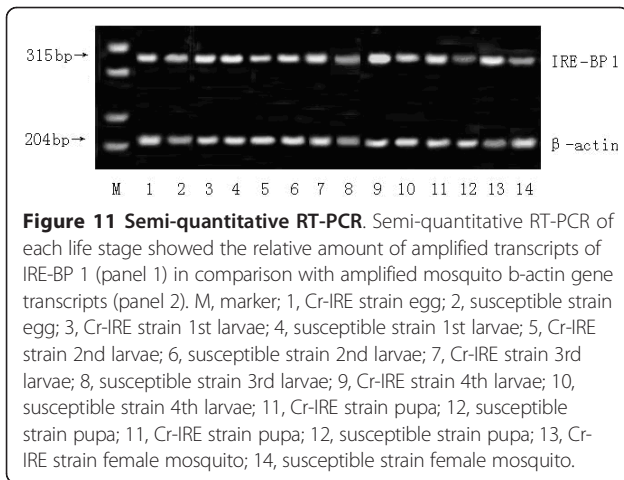 315bp→ IRE-BP 1
204bp→ β-actin
M 1 2 3 4 5 6 7 8 9 10 11 12 13 14
Figure 11 Semi-quantitative RT-PCR. Semi-quantitative RT-PCR of
each life stage showed the relative amount of amplified transcripts of
IRE-BP 1 (panel 1) in comparison with amplified mosquito b-actin gene
transcripts (panel 2). M, marker; 1, Cr-IRE strain egg; 2, susceptible strain
egg; 3, Cr-IRE strain 1st larvae; 4, susceptible strain 1st larvae; 5, Cr-IRE
strain 2nd larvae; 6, susceptible strain 2nd larvae; 7, Cr-IRE strain 3rd
larvae; 8, susceptible strain 3rd larvae; 9, Cr-IRE strain 4th larvae; 10,
susceptible strain 4th larvae; 11, Cr-IRE strain pupa; 12, susceptible
strain pupa; 11, Cr-IRE strain pupa; 12, susceptible strain pupa; 13, Cr-
IRE strain female mosquito; 14, susceptible strain female mosquito.